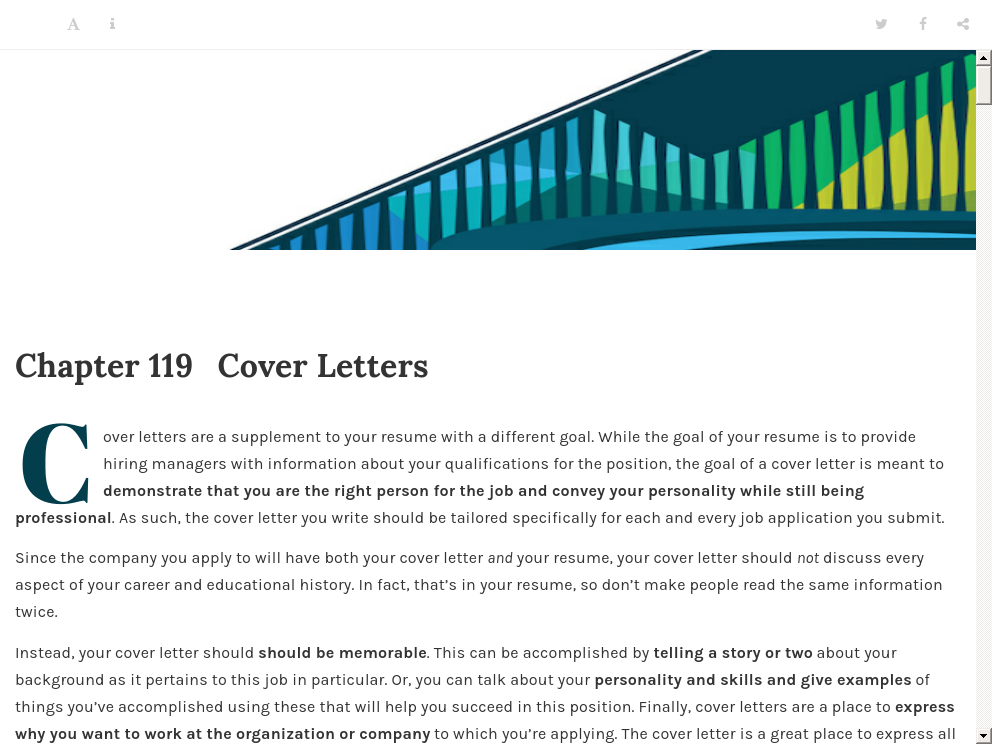 Chapter 119 Cover Letters
Cover letters are a supplement to your resume with a different goal. While the goal of your resume is to provide
hiring managers with information about your qualifications for the position, the goal of a cover letter is meant to
demonstrate that you are the right person for the job and convey your personality while still being
professional. As such, the cover letter you write should be tailored specifically for each and every job application you submit.
Since the company you apply to will have both your cover letter and your resume, your cover letter should not discuss every
aspect of your career and educational history. In fact, that’s in your resume, so don’t make people read the same information
twice.
Instead, your cover letter should should be memorable. This can be accomplished by telling a story or two about your
background as it pertains to this job in particular. Or, you can talk about your personality and skills and give examples of
things you’ve accomplished using these that will help you succeed in this position. Finally, cover letters are a place to express
why you want to work at the organization or company to which you’re applying. The cover letter is a great place to express all